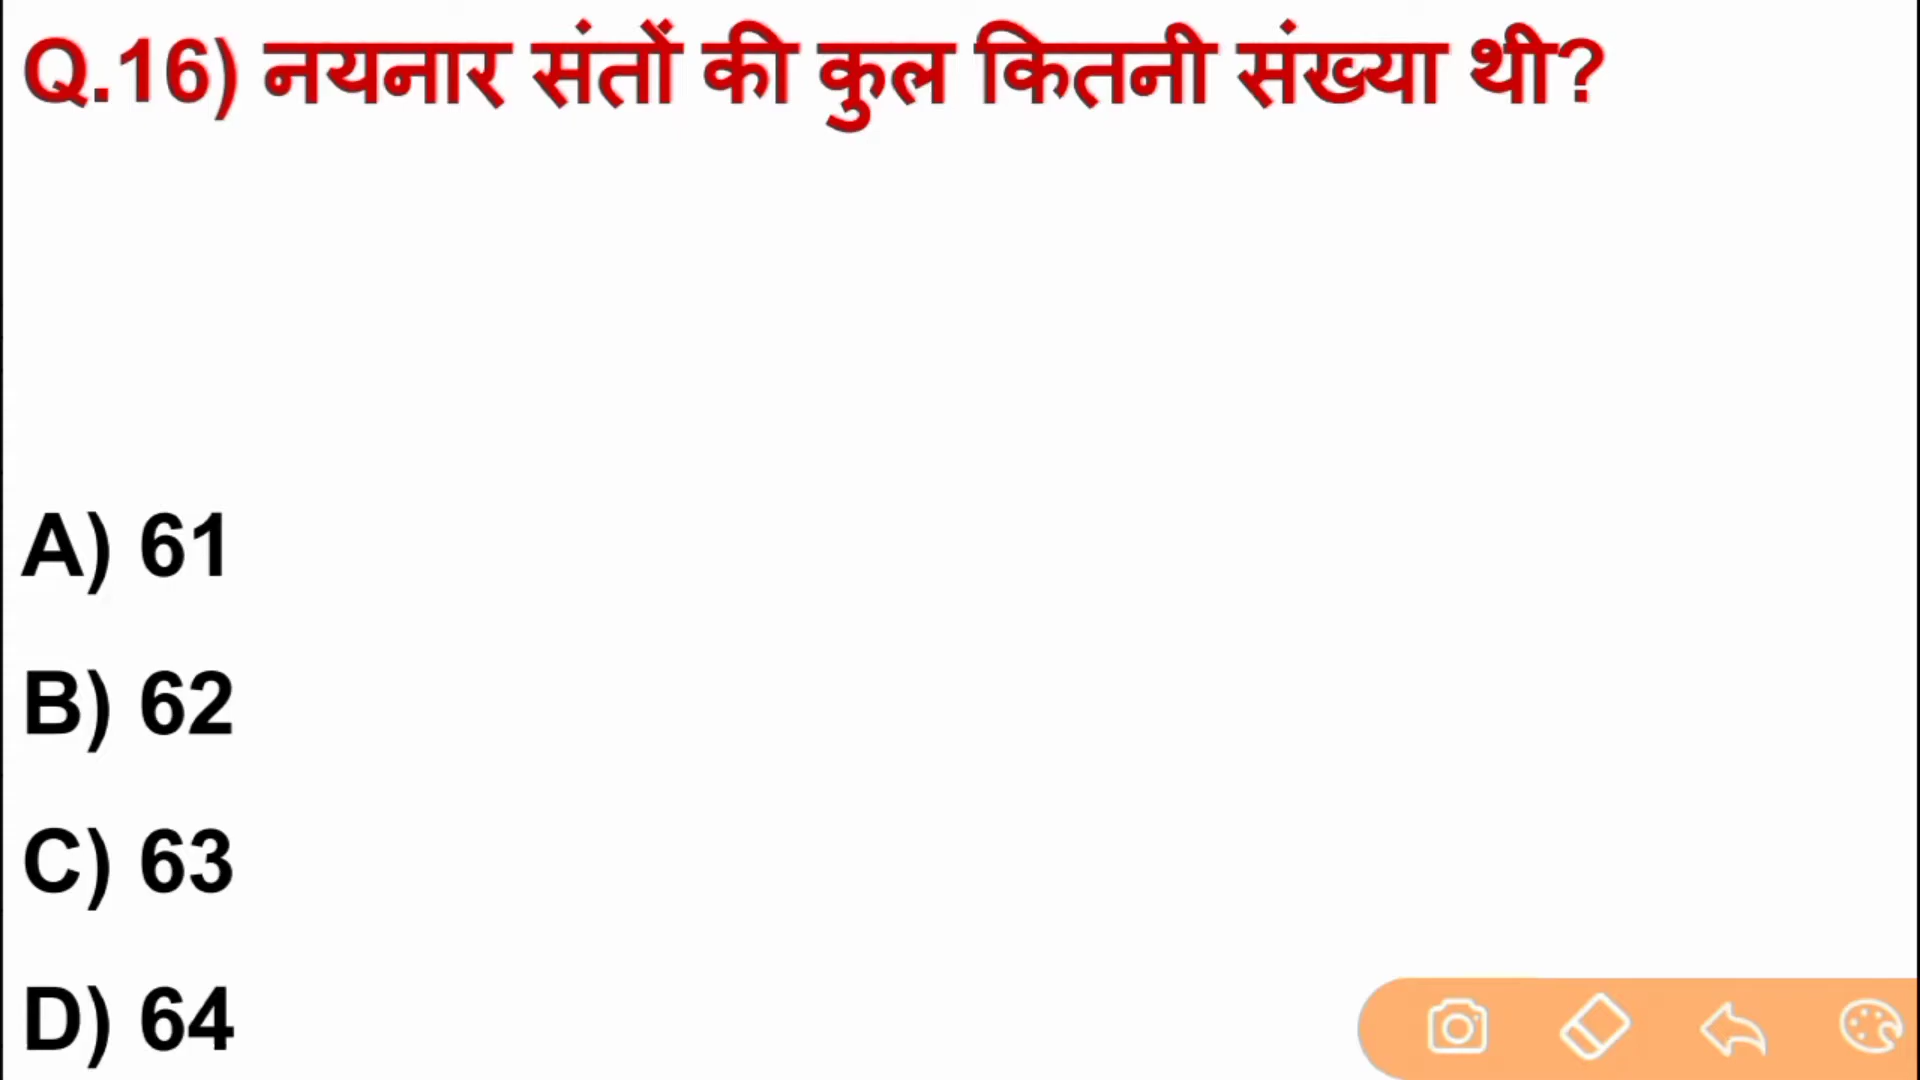 Q.16) नयनार संतों की कुल कितनी संख्या थी?
A) 61
B) 62
C) 63
D) 64